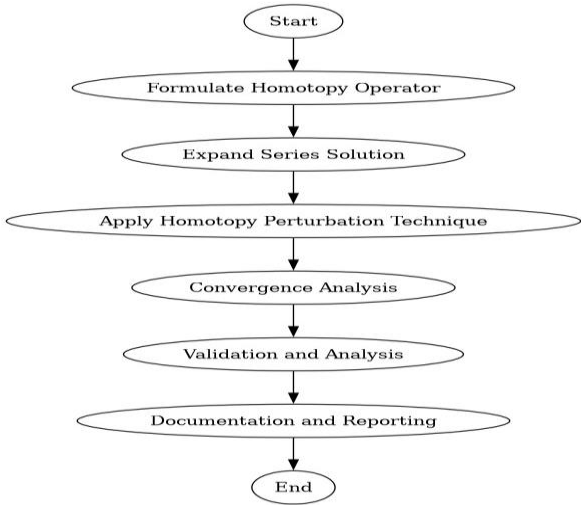 Start
Formulate Homotopy Operator
Expand Series Solution
Apply Homotopy Perturbation Technique
Convergence Analysis
Validation and Analysis
Documentation and Reporting
End